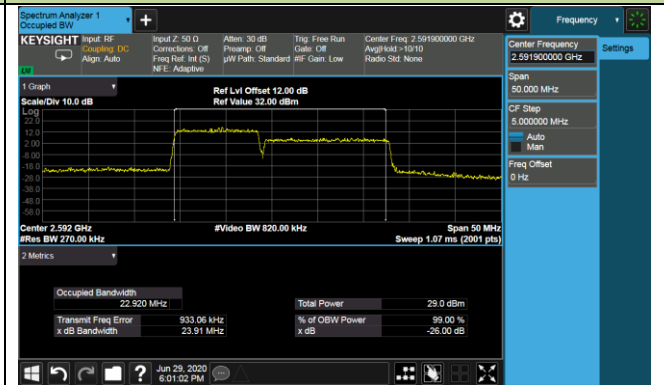 Spectrum Analyzer 1
Occupied BW
+
Frequency
KEYSIGHT
Input: RF
Coupling: DC
Align: Auto
Input Z: 50 Ω
Corrections: Off
Freq Ref: Int (S)
NFE: Adaptive
Atten: 30 dB
Preamp: Off
µW Path: Standard
Trig: Free Run
Gate: Off
#IF Gain: Low
Center Freq: 2.591900000 GHz
Avg|Hold:>10/10
Radio Std: None
Center Frequency
2.591900000 GHz
Settings
Span
50.000 MHz
CF Step
5.000000 MHz
Auto
Man
Freq Offset
0 Hz
1 Graph
Scale/Div 10.0 dB
Ref Lvl Offset 12.00 dB
Ref Value 32.00 dBm
Log
22.0
12.0
2.00
-8.00
-18.0
-28.0
-38.0
-48.0
-58.0
Center 2.592 GHz
#Res BW 270.00 kHz
#Video BW 820.00 kHz
Span 50 MHz
Sweep 1.07 ms (2001 pts)
2 Metrics
Occupied Bandwidth
22.920 MHz
Total Power 29.0 dBm
Transmit Freq Error 933.06 kHz
% of OBW Power 99.00 %
x dB Bandwidth 23.91 MHz
x dB -26.00 dB
?
Jun 29, 2020
6:01:02 PM